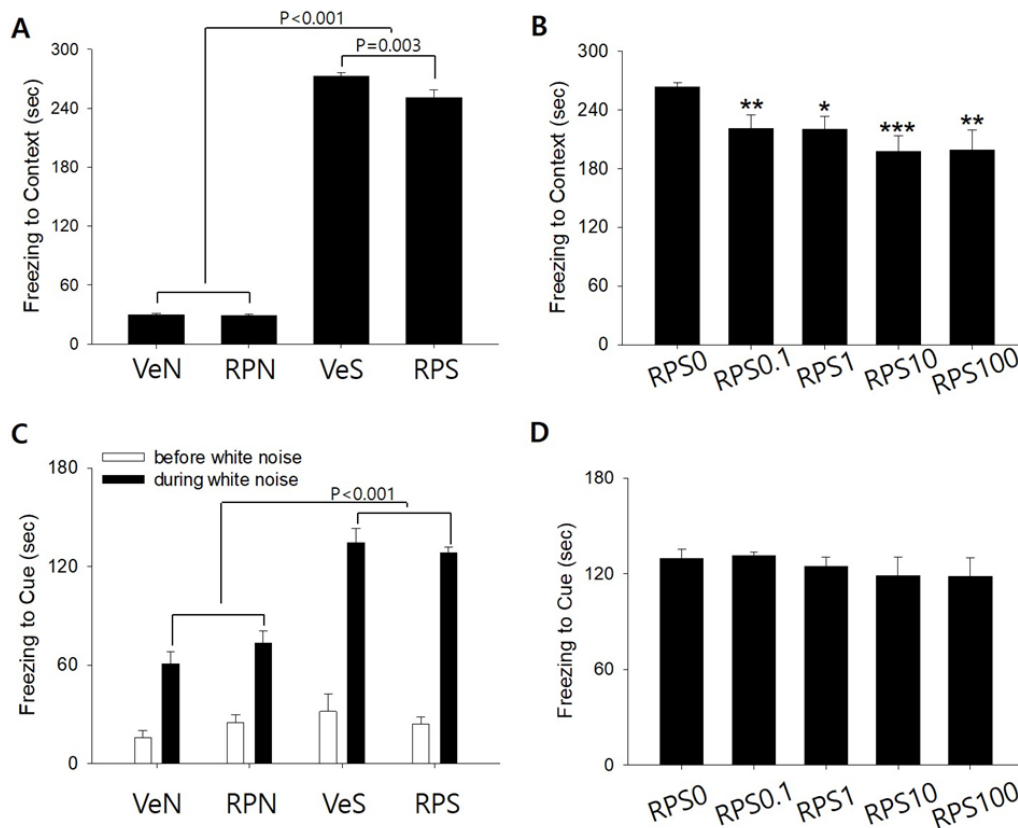 A
P<0.001
P=0.003
Freezing to Context (sec)
300
240
180
120
60
0
VeN RPN VeS RPS
B
Freezing to Context (sec)
300
240
180
120
60
0
** * *** **
RPS0 RPS0.1 RPS1 RPS10 RPS100
C
before white noise
during white noise
P<0.001
Freezing to Cue (sec)
180
120
60
0
VeN RPN VeS RPS
D
Freezing to Cue (sec)
180
120
60
0
RPS0 RPS0.1 RPS1 RPS10 RPS100